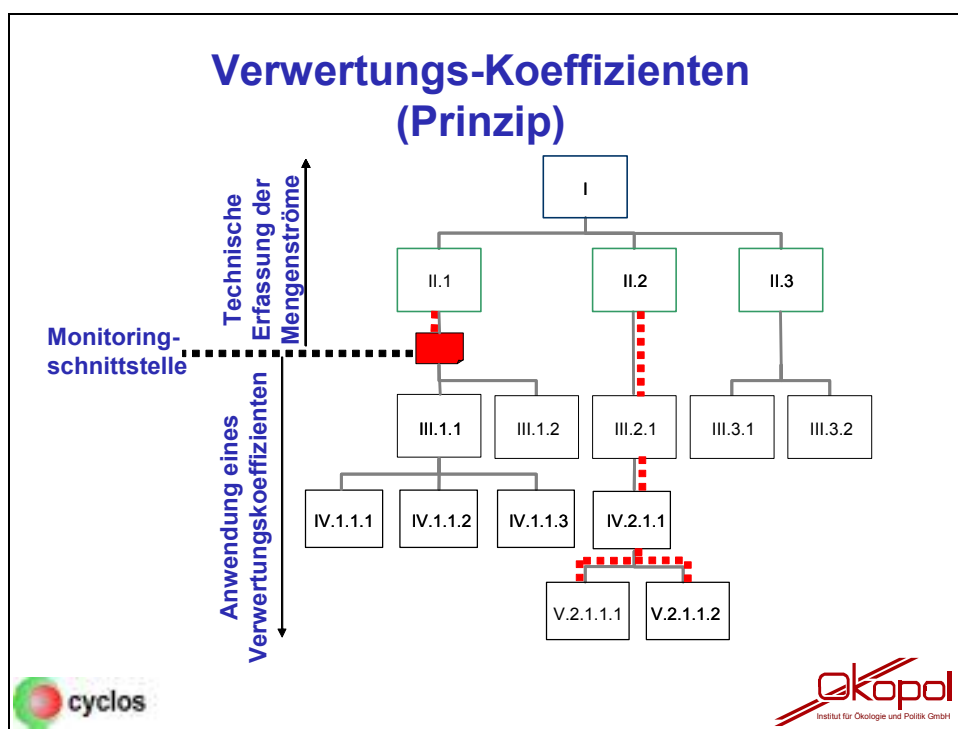 Verwertungs-Koeffizienten
(Prinzip)
Technische
Erfassung der
Mengenströme
Monitoring-
schnittstelle
Anwendung eines
Verwertungskoeffizienten
I
II.1
II.2
II.3
III.1.1
III.1.2
III.2.1
III.3.1
III.3.2
IV.1.1.1
IV.1.1.2
IV.1.1.3
IV.2.1.1
V.2.1.1.1
V.2.1.1.2
cyclos
Ökopol
Institut für Ökologie und Politik GmbH